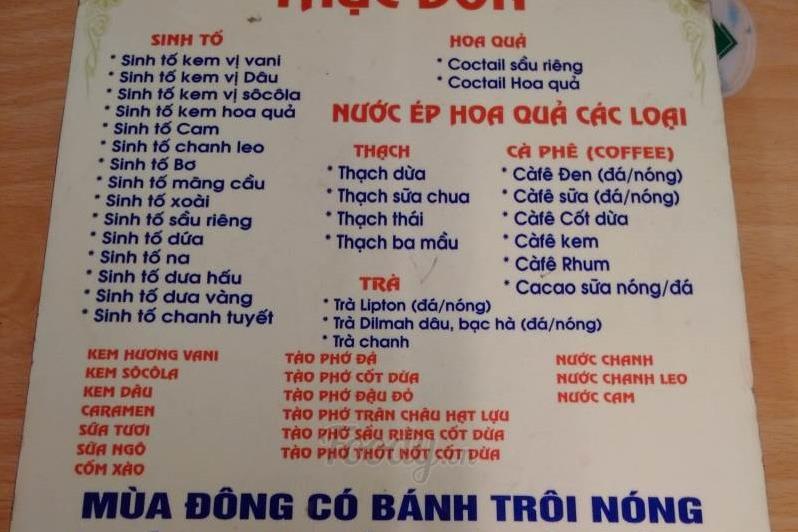 THỰC ĐƠN
SINH TỐ
* Sinh tố kem vị vani
* Sinh tố kem vị Dâu
* Sinh tố kem vị sôcôla
* Sinh tố kem hoa quả
* Sinh tố Cam
* Sinh tố chanh leo
* Sinh tố Bơ
* Sinh tố mãng cầu
* Sinh tố xoài
* Sinh tố sầu riêng
* Sinh tố dứa
* Sinh tố na
* Sinh tố dưa hấu
* Sinh tố dưa vàng
* Sinh tố chanh tuyết
HOA QUẢ
* Coctail sầu riêng
* Coctail Hoa quả
NƯỚC ÉP HOA QUẢ CÁC LOẠI
THẠCH
* Thạch dừa
* Thạch sữa chua
* Thạch thái
* Thạch ba mầu
CÀ PHÊ (COFFEE)
* Càfê Đen (đá/nóng)
* Càfê sữa (đá/nóng)
* Càfê Cốt dừa
* Càfê kem
* Càfê Rhum
* Cacao sữa nóng/đá
TRÀ
* Trà Lipton (đá/nóng)
* Trà Dilmah dâu, bạc hà (đá/nóng)
* Trà chanh
KEM HƯƠNG VANI
KEM SÔCÔLA
KEM DÂU
CARAMEN
SỮA TƯƠI
SỮA NGÔ
CỐM XÀO
TÀO PHỚ ĐÁ
TÀO PHỚ CỐT DỪA
TÀO PHỚ ĐẬU ĐỎ
TÀO PHỚ TRÂN CHÂU HẠT LỰU
TÀO PHỚ SẦU RIÊNG CỐT DỪA
TÀO PHỚ THỐT NỐT CỐT DỪA
NƯỚC CHANH
NƯỚC CHANH LEO
NƯỚC CAM
Foody.vn
MÙA ĐÔNG CÓ BÁNH TRÔI NÓNG